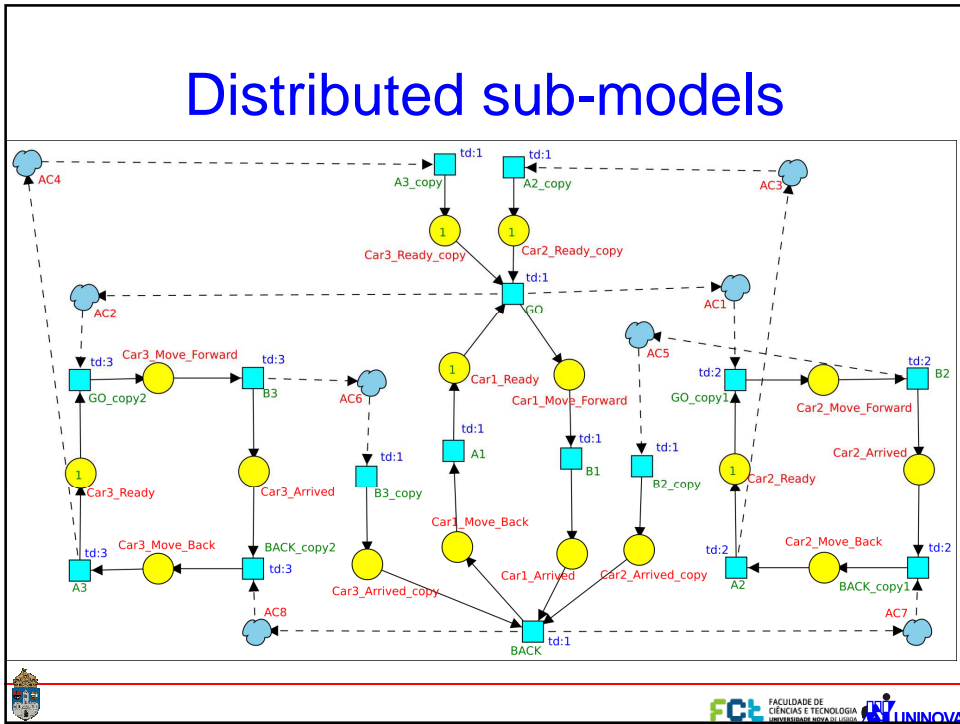 Distributed sub-models
AC4
td:1
A3_copy
td:1
A2_copy
AC3
1
Car3_Ready_copy
1
Car2_Ready_copy
td:1
GO
AC2
AC1
AC5
td:3
GO_copy2
Car3_Move_Forward
td:3
B3
AC6
1
Car1_Ready
Car1_Move_Forward
td:2
GO_copy1
Car2_Move_Forward
td:2
B2
td:1
A1
td:1
B1
td:1
B2_copy
1
Car3_Ready
Car3_Arrived
td:1
B3_copy
1
Car2_Ready
Car2_Arrived
Car1_Move_Back
td:3
A3
Car3_Move_Back
BACK_copy2
td:3
Car3_Arrived_copy
Car1_Arrived
Car2_Arrived_copy
td:2
A2
Car2_Move_Back
td:2
BACK_copy1
AC8
BACK
td:1
AC7
FCt
FACULDADE DE
CIÊNCIAS E TECNOLOGIA
UNIVERSIDADE NOVA DE LISBOA
UNINOVA